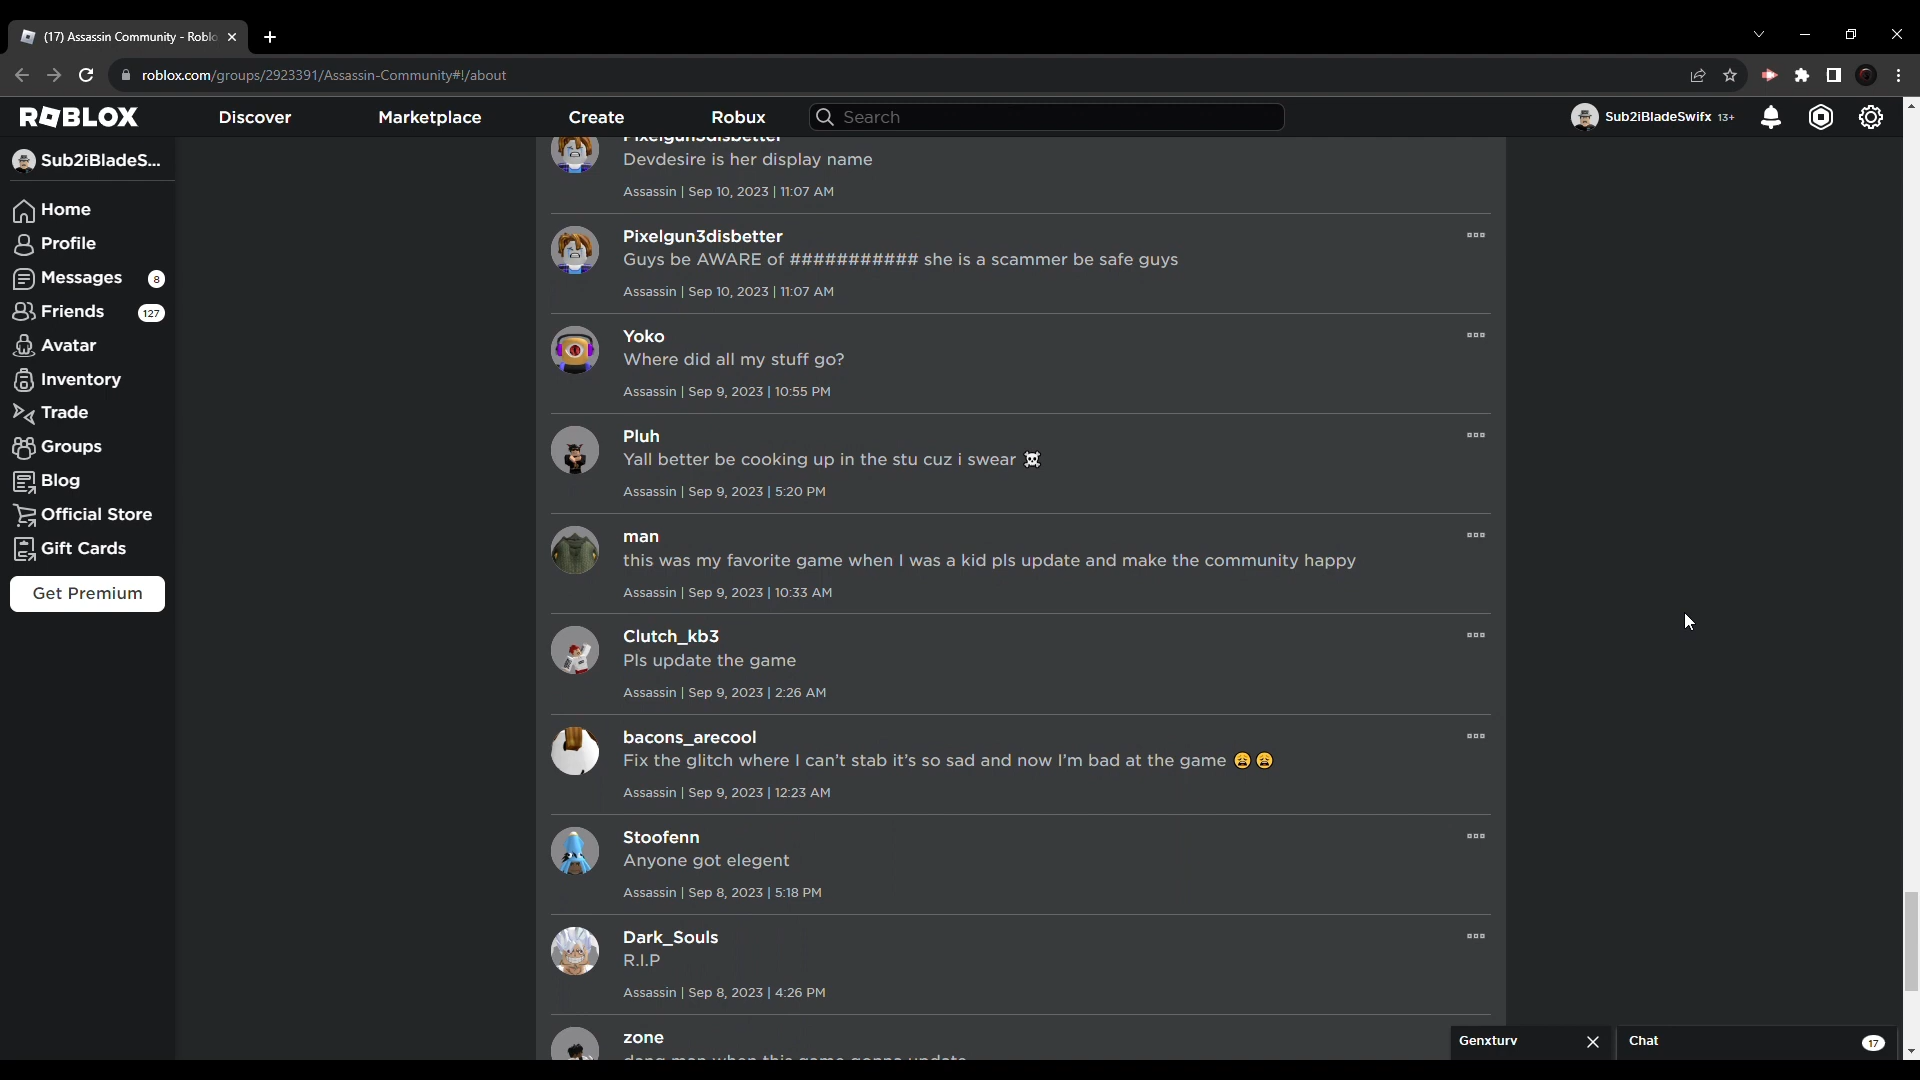 (17) Assassin Community - Roblo
roblox.com/groups/2923391/Assassin-Community#!/about
ROBLOX
Discover
Marketplace
Create
Robux
Search
Sub2iBladeSwifx 13+
Sub2iBladeS...
Home
Profile
Messages 8
Friends 127
Avatar
Inventory
Trade
Groups
Blog
Official Store
Gift Cards
Get Premium
Pixelgun3disbetter
Devdesire is her display name
Assassin | Sep 10, 2023 | 11:07 AM
Pixelgun3disbetter
Guys be AWARE of ########### she is a scammer be safe guys
Assassin | Sep 10, 2023 | 11:07 AM
Yoko
Where did all my stuff go?
Assassin | Sep 9, 2023 | 10:55 PM
Pluh
Yall better be cooking up in the stu cuz i swear ☠️
Assassin | Sep 9, 2023 | 5:20 PM
man
this was my favorite game when I was a kid pls update and make the community happy
Assassin | Sep 9, 2023 | 10:33 AM
Clutch_kb3
Pls update the game
Assassin | Sep 9, 2023 | 2:26 AM
bacons_arecool
Fix the glitch where I can’t stab it’s so sad and now I’m bad at the game 😩😩
Assassin | Sep 9, 2023 | 12:23 AM
Stoofenn
Anyone got elegent
Assassin | Sep 8, 2023 | 5:18 PM
Dark_Souls
R.I.P
Assassin | Sep 8, 2023 | 4:26 PM
zone
dang man when this game gonna update
Genxturv
Chat 17